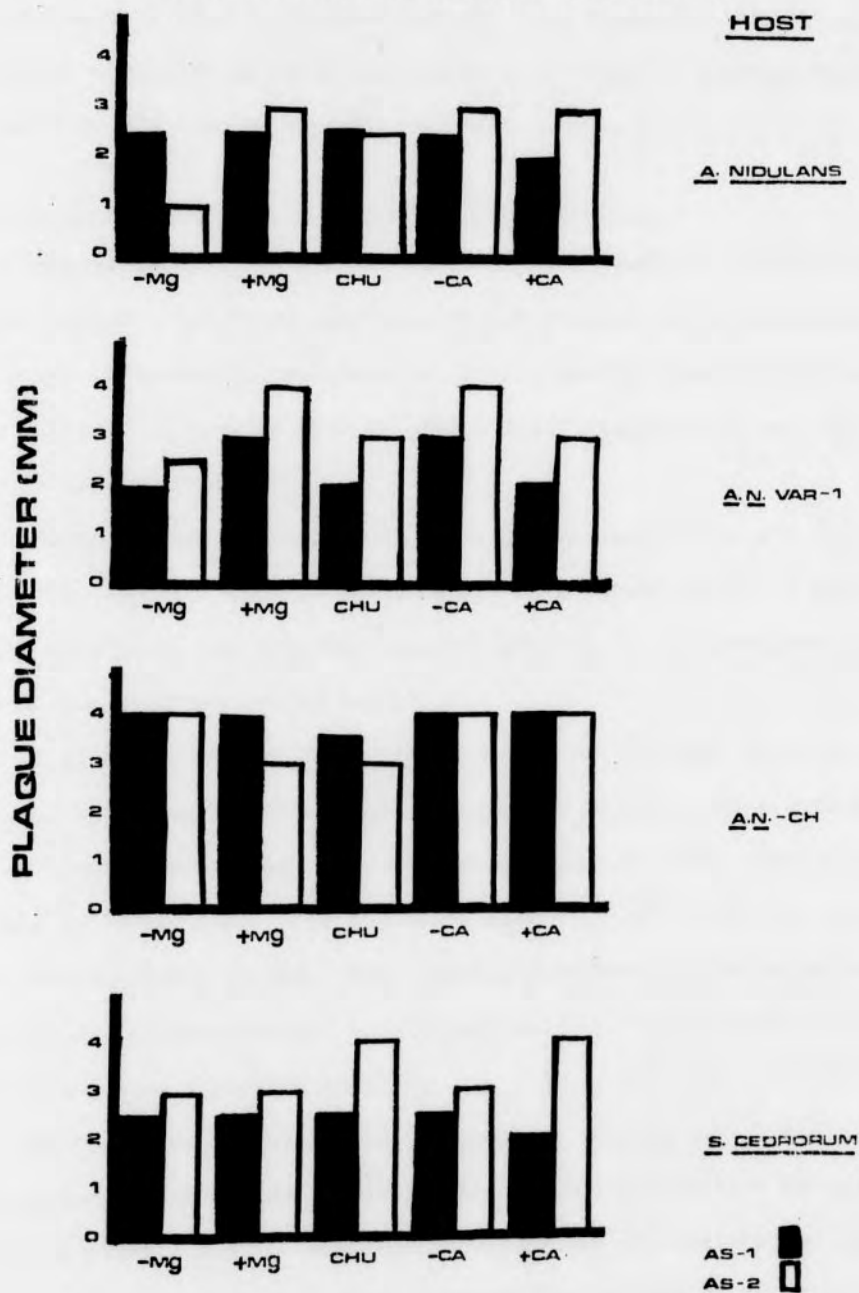 HOST
4
3
2
1
0
-Mg +Mg CHU -CA +CA
A. NIDULANS
PLAQUE DIAMETER (MM)
4
3
2
1
0
-Mg +Mg CHU -CA +CA
A.N. VAR-1
4
3
2
1
0
-Mg +Mg CHU -CA +CA
A.N.-CH
4
3
2
1
0
-Mg +Mg CHU -CA +CA
S. CEDRORUM
AS-1
AS-2